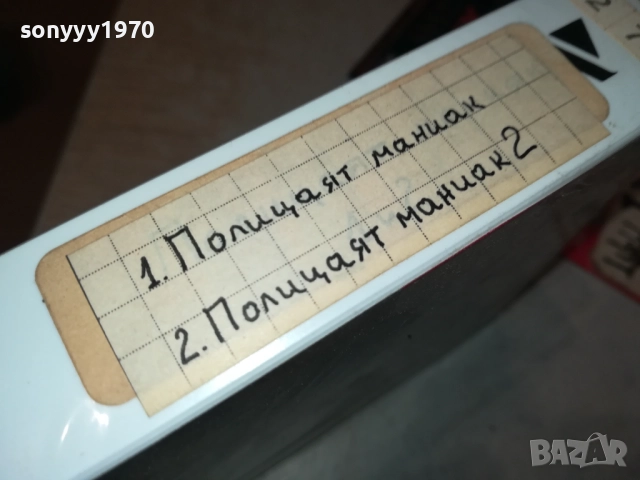 sonyyy1970
1. Полицаят маниак
2. Полицаят маниак 2
BAZAR